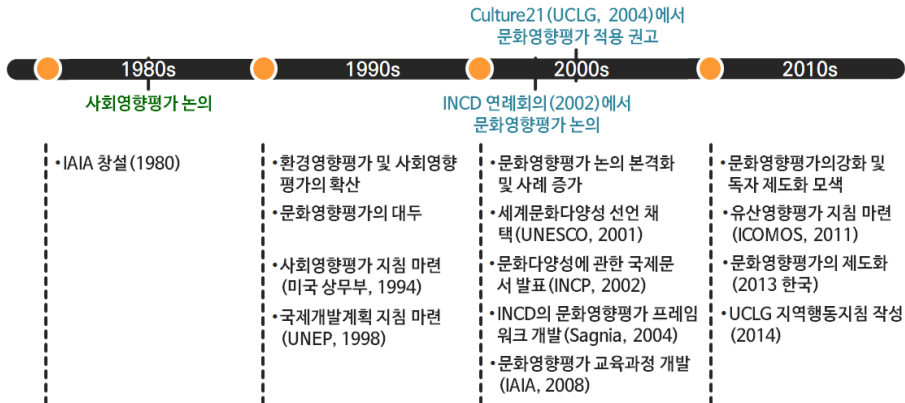 Culture21(UCLG, 2004)에서
문화영향평가 적용 권고
1980s
1990s
2000s
2010s
사회영향평가 논의
INCD 연례회의(2002)에서
문화영향평가 논의
•IAIA 창설(1980)
•환경영향평가 및 사회영향
평가의 확산
•문화영향평가의 대두
•사회영향평가 지침 마련
(미국 상무부, 1994)
•국제개발계획 지침 마련
(UNEP, 1998)
•문화영향평가 논의 본격화
및 사례 증가
•세계문화다양성 선언 채
택(UNESCO, 2001)
•문화다양성에 관한 국제문
서 발표(INCP, 2002)
•INCD의 문화영향평가 프레임
워크 개발(Sagnia, 2004)
•문화영향평가 교육과정 개발
(IAIA, 2008)
•문화영향평가의강화 및
독자 제도화 모색
•유산영향평가 지침 마련
(ICOMOS, 2011)
•문화영향평가의 제도화
(2013 한국)
•UCLG 지역행동지침 작성
(2014)